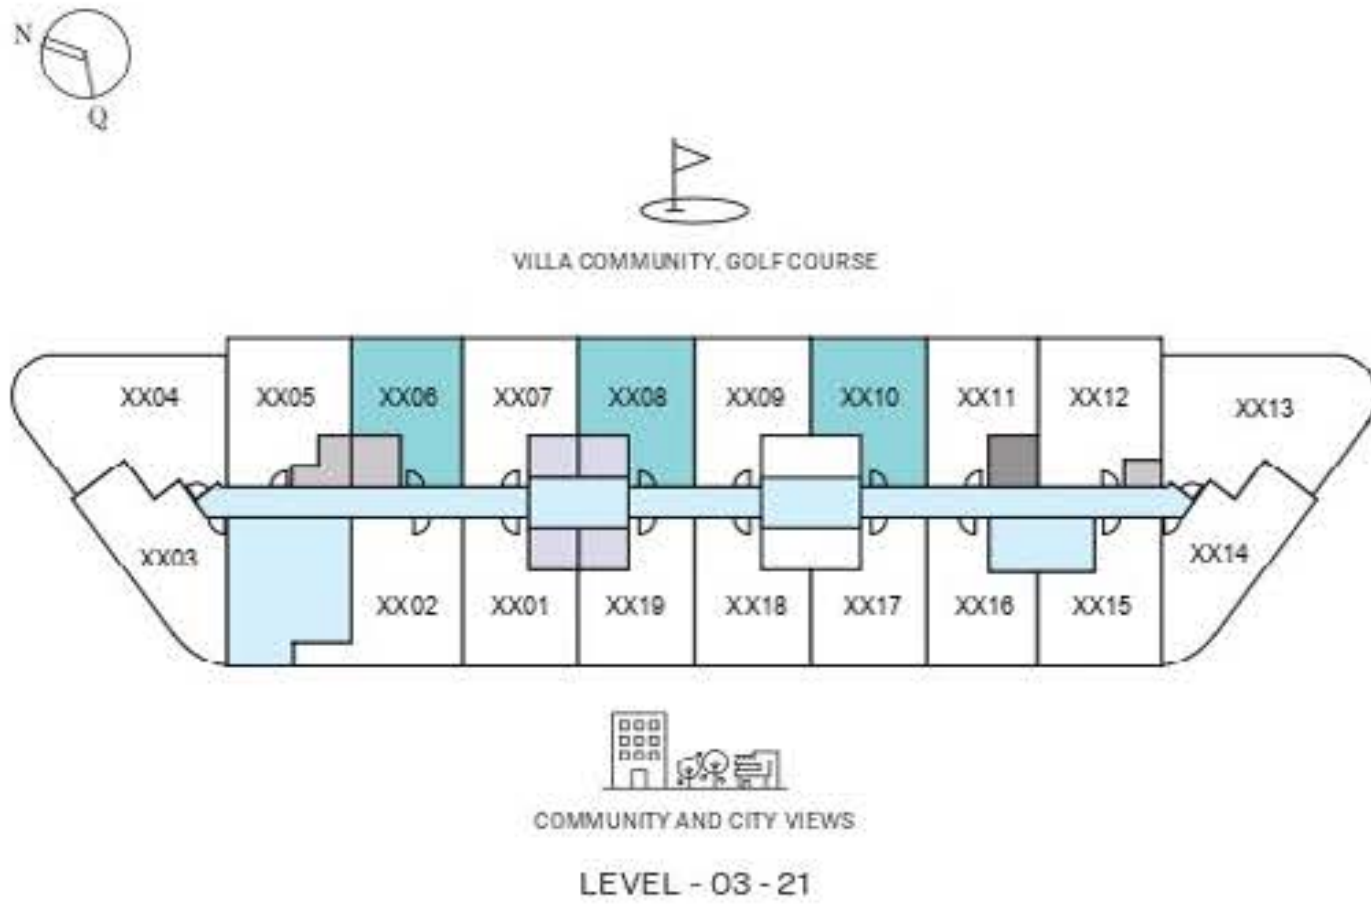 N
Q
VILLA COMMUNITY, GOLF COURSE
XX04 XX05 XX06 XX07 XX08 XX09 XX10 XX11 XX12 XX13
XX03 XX02 XX01 XX19 XX18 XX17 XX16 XX15 XX14
COMMUNITY AND CITY VIEWS
LEVEL - 03 - 21